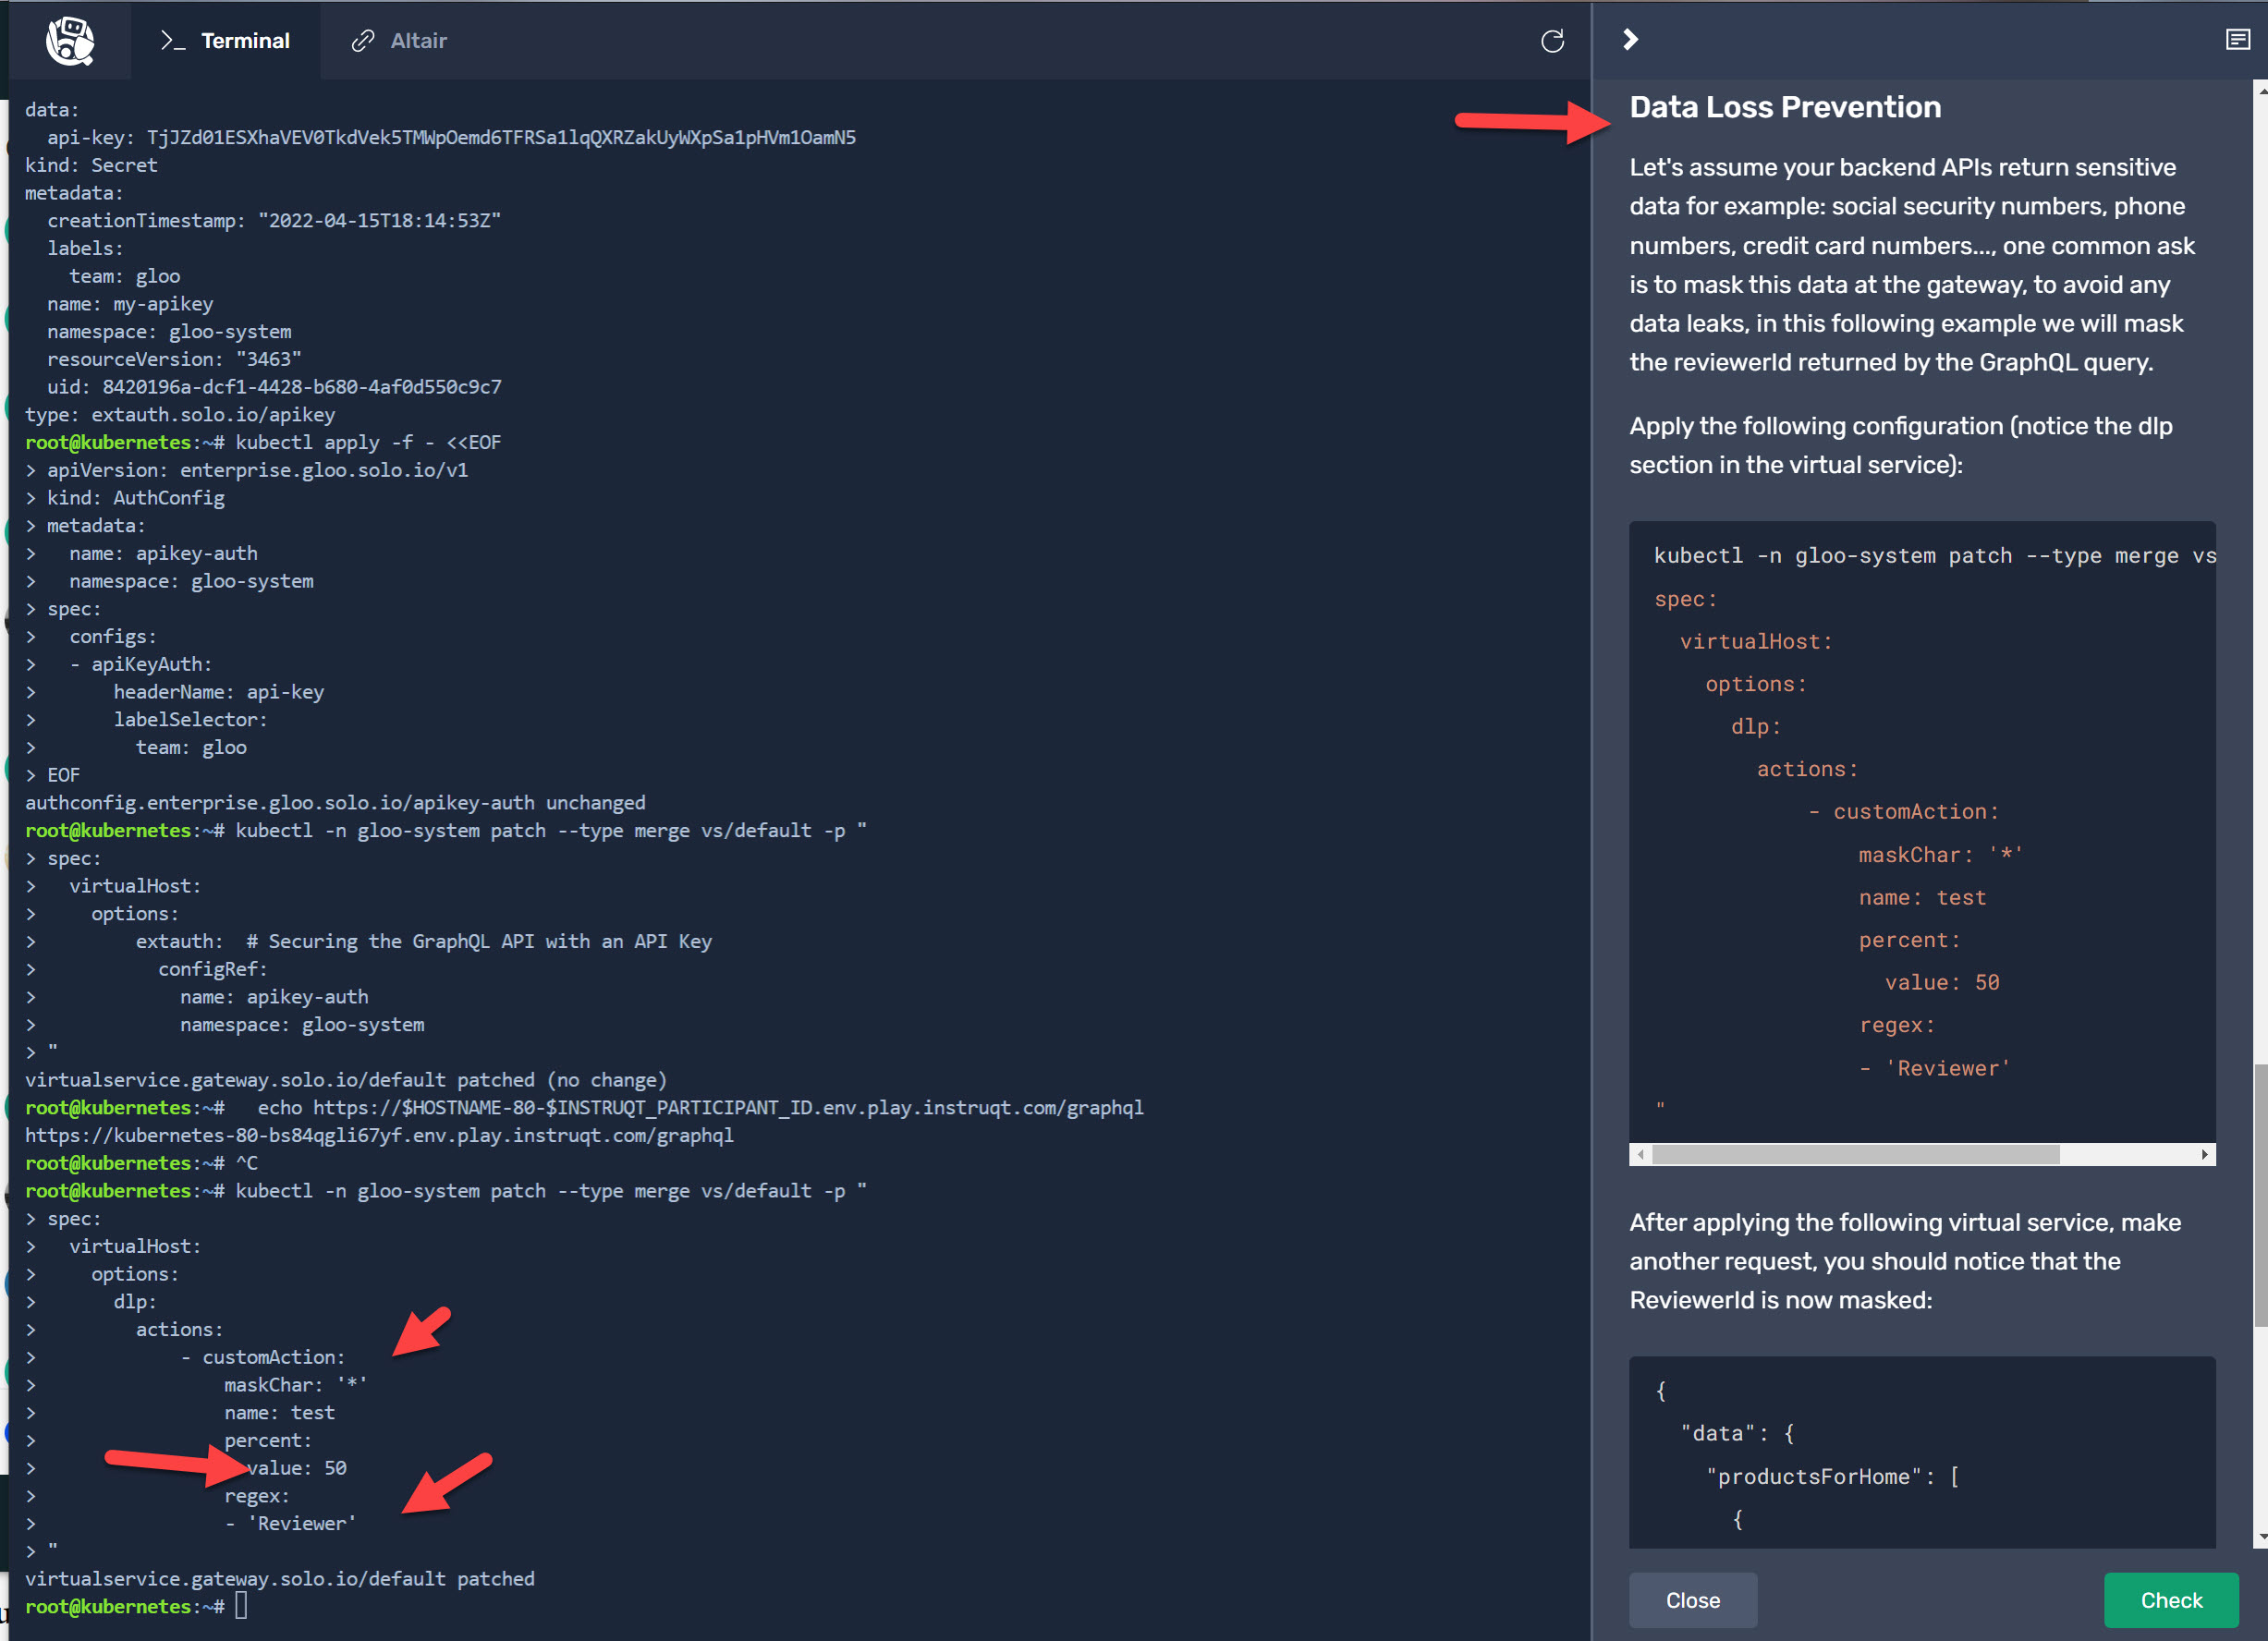 >_ Terminal
Altair
data:
  api-key: TjJZd01ESXhaVEV0TkdVek5TMWpOemd6TFRSa1lqQXRZakUyWXpSa1pHVm1OamN5
kind: Secret
metadata:
  creationTimestamp: "2022-04-15T18:14:53Z"
  labels:
    team: gloo
  name: my-apikey
  namespace: gloo-system
  resourceVersion: "3463"
  uid: 8420196a-dcf1-4428-b680-4af0d550c9c7
type: extauth.solo.io/apikey
root@kubernetes:~# kubectl apply -f - <<EOF
> apiVersion: enterprise.gloo.solo.io/v1
> kind: AuthConfig
> metadata:
>   name: apikey-auth
>   namespace: gloo-system
> spec:
>   configs:
>   - apiKeyAuth:
>       headerName: api-key
>       labelSelector:
>         team: gloo
> EOF
authconfig.enterprise.gloo.solo.io/apikey-auth unchanged
root@kubernetes:~# kubectl -n gloo-system patch --type merge vs/default -p "
> spec:
>   virtualHost:
>     options:
>         extauth:  # Securing the GraphQL API with an API Key
>           configRef:
>             name: apikey-auth
>             namespace: gloo-system
> "
virtualservice.gateway.solo.io/default patched (no change)
root@kubernetes:~#   echo https://$HOSTNAME-80-$INSTRUQT_PARTICIPANT_ID.env.play.instruqt.com/graphql
https://kubernetes-80-bs84qgli67yf.env.play.instruqt.com/graphql
root@kubernetes:~# ^C
root@kubernetes:~# kubectl -n gloo-system patch --type merge vs/default -p "
> spec:
>   virtualHost:
>     options:
>       dlp:
>         actions:
>             - customAction:
>                 maskChar: '*'
>                 name: test
>                 percent:
>                   value: 50
>                 regex:
>                 - 'Reviewer'
> "
virtualservice.gateway.solo.io/default patched
root@kubernetes:~#
Data Loss Prevention
Let's assume your backend APIs return sensitive
data for example: social security numbers, phone
numbers, credit card numbers..., one common ask
is to mask this data at the gateway, to avoid any
data leaks, in this following example we will mask
the reviewerId returned by the GraphQL query.
Apply the following configuration (notice the dlp
section in the virtual service):
kubectl -n gloo-system patch --type merge vs
spec:
  virtualHost:
    options:
      dlp:
        actions:
            - customAction:
                maskChar: '*'
                name: test
                percent:
                  value: 50
                regex:
                - 'Reviewer'
"
After applying the following virtual service, make
another request, you should notice that the
ReviewerId is now masked:
{
  "data": {
    "productsForHome": [
      {
Close
Check